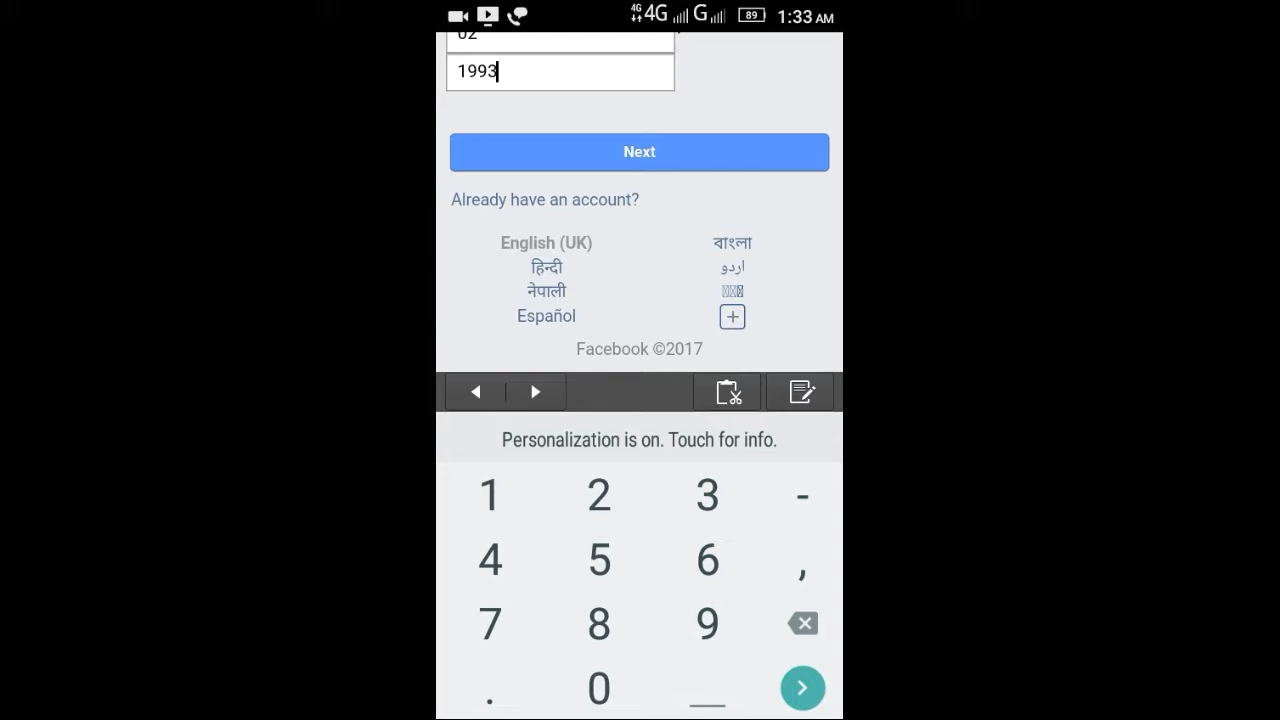 4G 4G G 89 1:33 AM
02
1993
Next
Already have an account?
English (UK) বাংলা
हिन्दी اردو
नेपाली
Español +
Facebook ©2017
Personalization is on. Touch for info.
1 2 3 -
4 5 6 ,
7 8 9
. 0 _